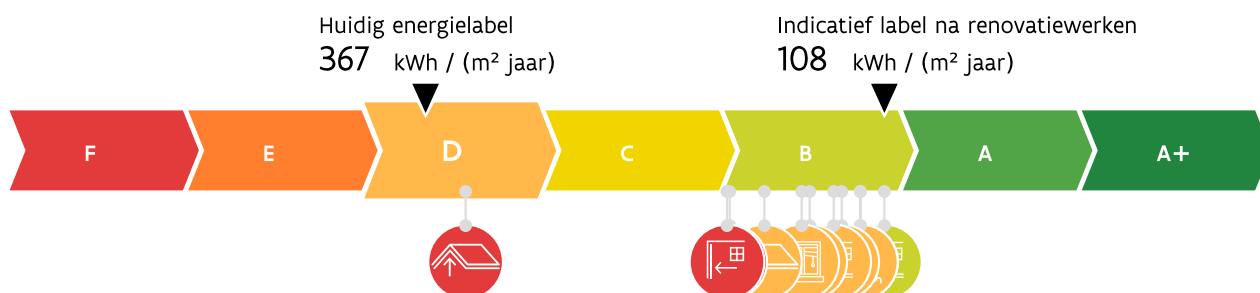 Huidig energielabel
367 kWh / (m² jaar)
Indicatief label na renovatiewerken
108 kWh / (m² jaar)
F E D C B A A+